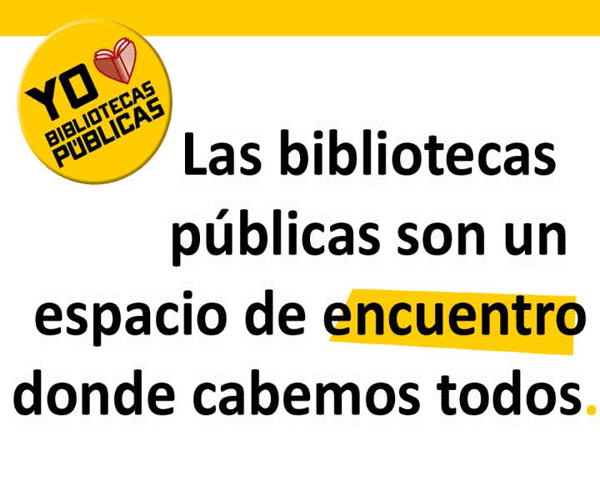 YO
BIBLIOTECAS
PÚBLICAS
Las bibliotecas
públicas son un
espacio de encuentro
donde cabemos todos.